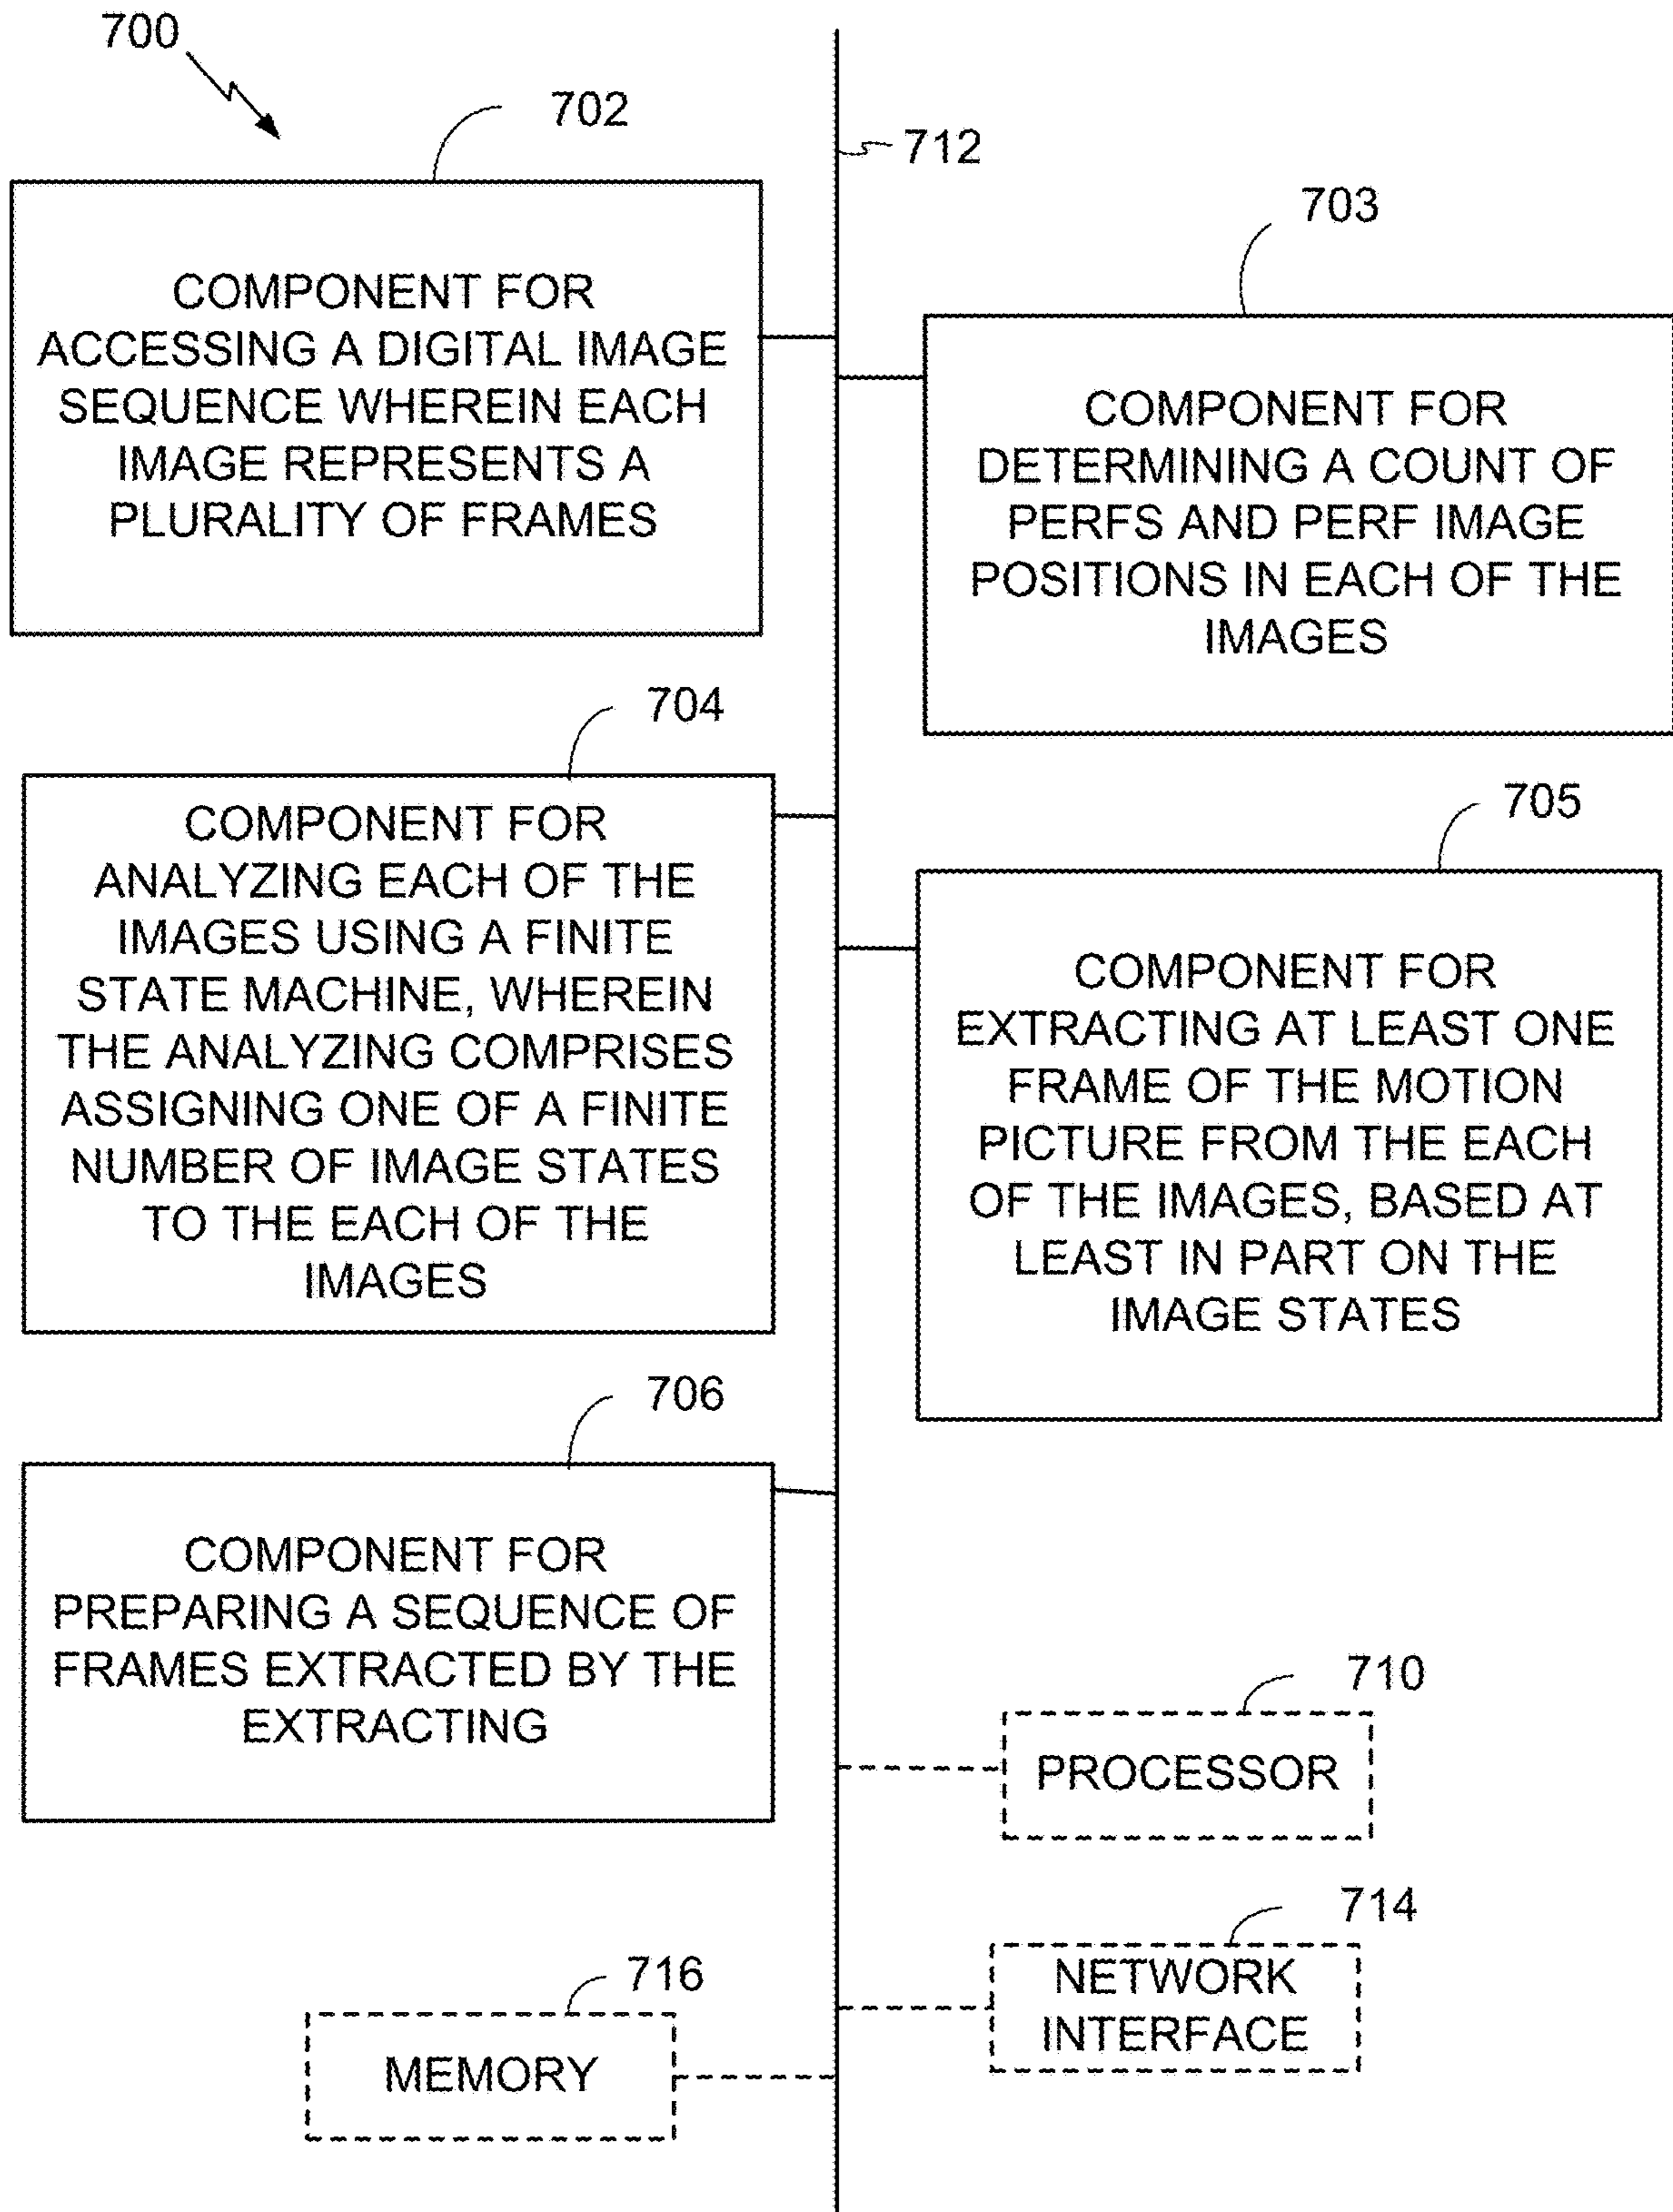 700
702
712
703
COMPONENT FOR
ACCESSING A DIGITAL IMAGE
SEQUENCE WHEREIN EACH
IMAGE REPRESENTS A
PLURALITY OF FRAMES
COMPONENT FOR
DETERMINING A COUNT OF
PERFS AND PERF IMAGE
POSITIONS IN EACH OF THE
IMAGES
704
COMPONENT FOR
ANALYZING EACH OF THE
IMAGES USING A FINITE
STATE MACHINE, WHEREIN
THE ANALYZING COMPRISES
ASSIGNING ONE OF A FINITE
NUMBER OF IMAGE STATES
TO THE EACH OF THE
IMAGES
705
COMPONENT FOR
EXTRACTING AT LEAST ONE
FRAME OF THE MOTION
PICTURE FROM THE EACH
OF THE IMAGES, BASED AT
LEAST IN PART ON THE
IMAGE STATES
706
COMPONENT FOR
PREPARING A SEQUENCE OF
FRAMES EXTRACTED BY THE
EXTRACTING
710
PROCESSOR
714
NETWORK
INTERFACE
716
MEMORY